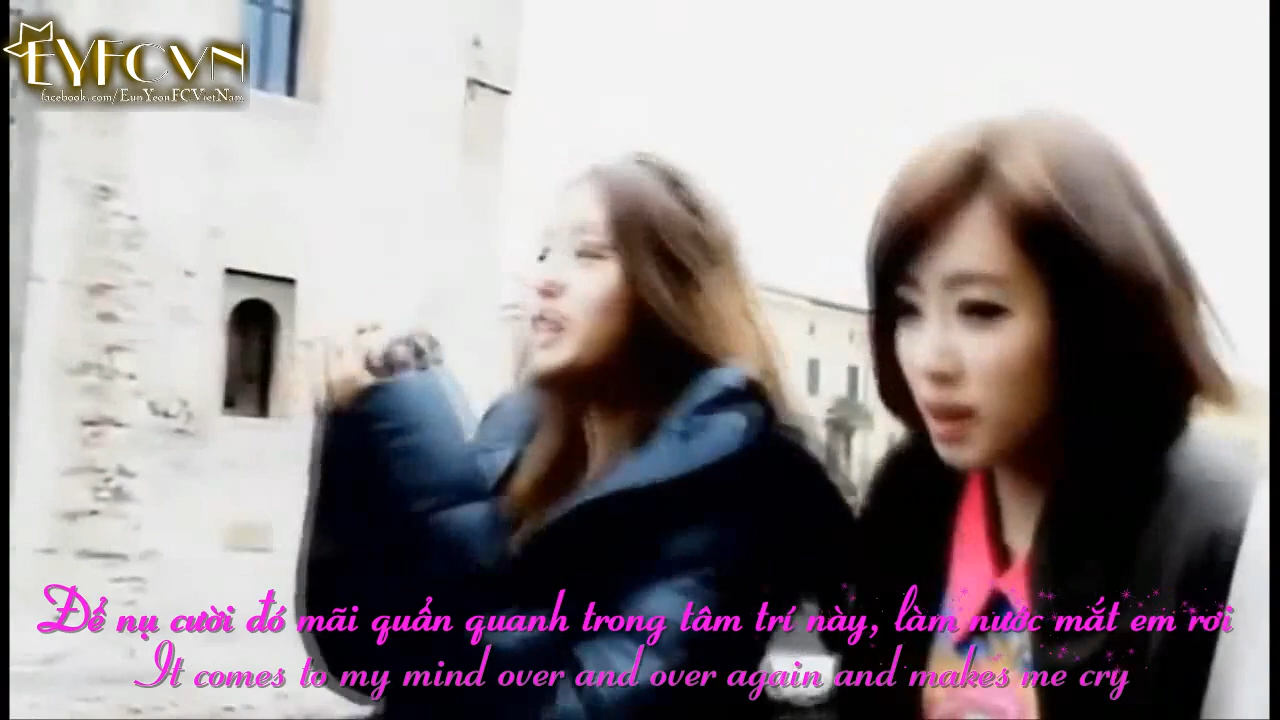 EYFCVN
facebook.com/EunYeonFCVietNam
Để nụ cười đó mãi quẩn quanh trong tâm trí này, làm nước mắt em rơi
It comes to my mind over and over again and makes me cry